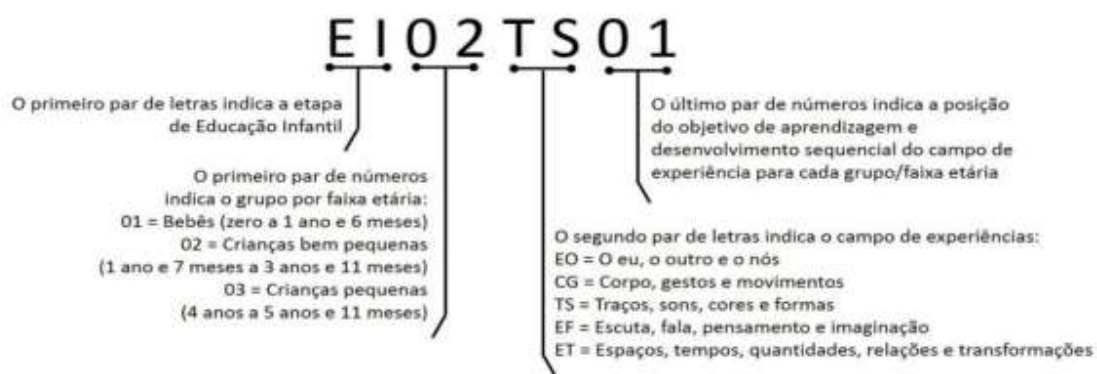 EI02TS01
O primeiro par de letras indica a etapa
de Educação Infantil
O primeiro par de números
indica o grupo por faixa etária:
01 = Bebês (zero a 1 ano e 6 meses)
02 = Crianças bem pequenas
(1 ano e 7 meses a 3 anos e 11 meses)
03 = Crianças pequenas
(4 anos a 5 anos e 11 meses)
O último par de números indica a posição
do objetivo de aprendizagem e
desenvolvimento sequencial do campo de
experiência para cada grupo/faixa etária
O segundo par de letras indica o campo de experiências:
EO = O eu, o outro e o nós
CG = Corpo, gestos e movimentos
TS = Traços, sons, cores e formas
EF = Escuta, fala, pensamento e imaginação
ET = Espaços, tempos, quantidades, relações e transformações